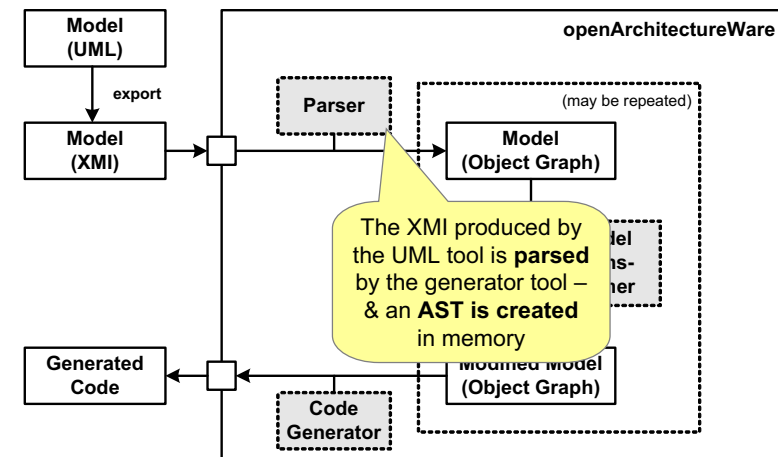 Model
(UML)
openArchitectureWare
export
Parser
(may be repeated)
Model
(XMI)
Model
(Object Graph)
The XMI produced by
the UML tool is parsed
by the generator tool –
& an AST is created
in memory
Generated
Code
Modified Model
(Object Graph)
Code
Generator